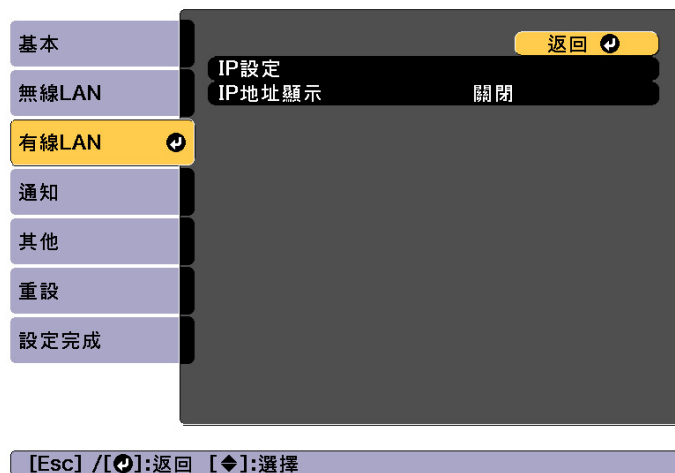 基本
無線LAN
有線LAN
通知
其他
重設
設定完成
返回
IP設定
IP地址顯示 關閉
[Esc] /[]:返回 []:選擇